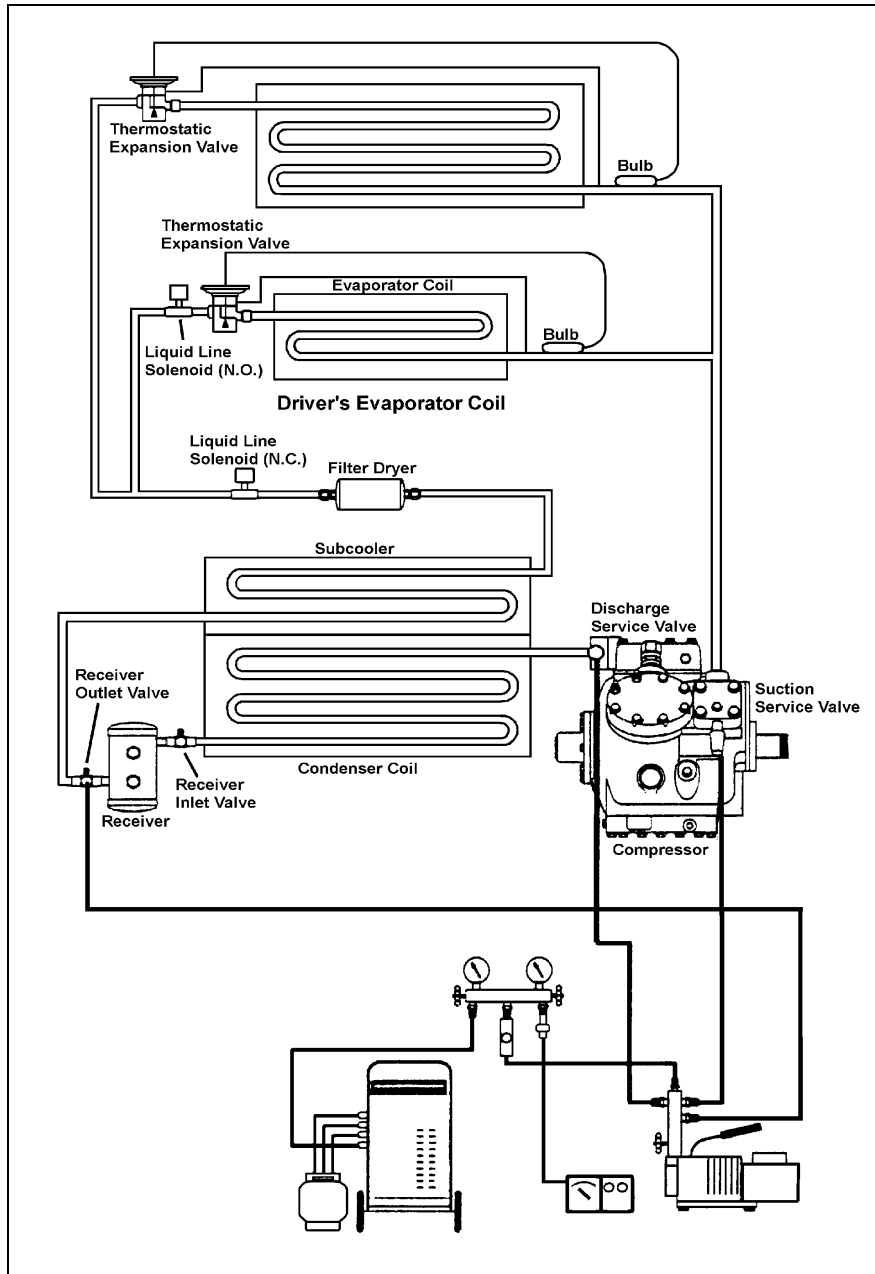 Thermostatic
Expansion Valve
Bulb
Thermostatic
Expansion Valve
Evaporator Coil
Bulb
Liquid Line
Solenoid (N.O.)
Driver's Evaporator Coil
Liquid Line
Solenoid (N.C.)
Filter Dryer
Subcooler
Discharge
Service Valve
Receiver
Outlet Valve
Suction
Service Valve
Condenser Coil
Receiver
Inlet Valve
Receiver
Compressor